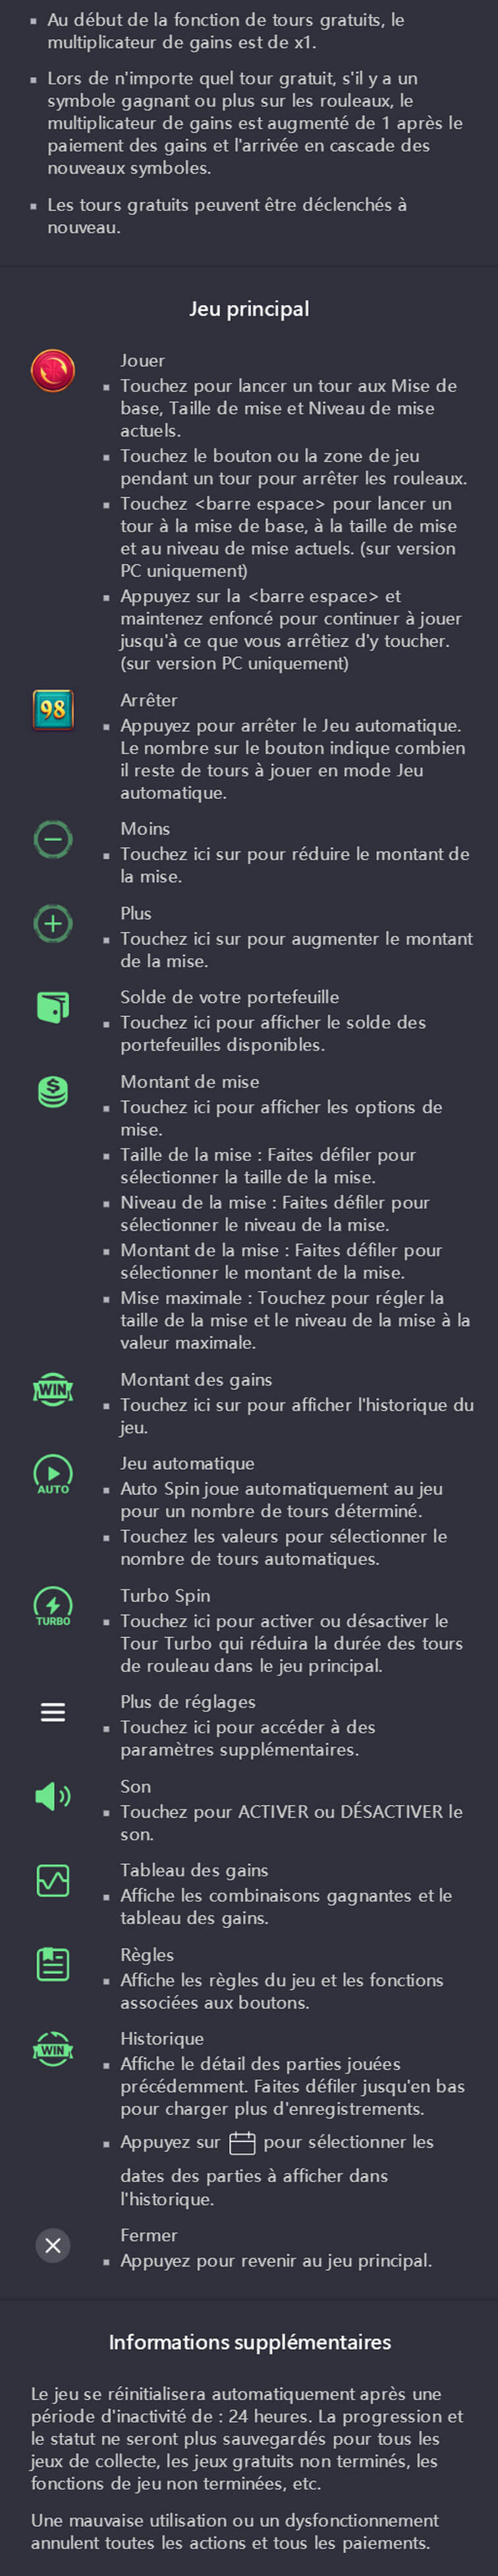 Au début de la fonction de tours gratuits, le
multiplicateur de gains est de x1.
Lors de n'importe quel tour gratuit, s'il y a un
symbole gagnant ou plus sur les rouleaux, le
multiplicateur de gains est augmenté de 1 après le
paiement des gains et l'arrivée en cascade des
nouveaux symboles.
Les tours gratuits peuvent être déclenchés à
nouveau.
Jeu principal
Jouer
Touchez pour lancer un tour aux Mise de
base, Taille de mise et Niveau de mise
actuels.
Touchez le bouton ou la zone de jeu
pendant un tour pour arrêter les rouleaux.
Touchez <barre espace> pour lancer un
tour à la mise de base, à la taille de mise
et au niveau de mise actuels. (sur version
PC uniquement)
Appuyez sur la <barre espace> et
maintenez enfoncé pour continuer à jouer
jusqu'à ce que vous arrêtiez d'y toucher.
(sur version PC uniquement)
98
Arrêter
Appuyez pour arrêter le Jeu automatique.
Le nombre sur le bouton indique combien
il reste de tours à jouer en mode Jeu
automatique.
Moins
Touchez ici sur pour réduire le montant de
la mise.
Plus
Touchez ici sur pour augmenter le montant
de la mise.
Solde de votre portefeuille
Touchez ici pour afficher le solde des
portefeuilles disponibles.
Montant de mise
Touchez ici pour afficher les options de
mise.
Taille de la mise : Faites défiler pour
sélectionner la taille de la mise.
Niveau de la mise : Faites défiler pour
sélectionner le niveau de la mise.
Montant de la mise : Faites défiler pour
sélectionner le montant de la mise.
Mise maximale : Touchez pour régler la
taille de la mise et le niveau de la mise à la
valeur maximale.
WIN
Montant des gains
Touchez ici sur pour afficher l'historique du
jeu.
AUTO
Jeu automatique
Auto Spin joue automatiquement au jeu
pour un nombre de tours déterminé.
Touchez les valeurs pour sélectionner le
nombre de tours automatiques.
TURBO
Turbo Spin
Touchez ici pour activer ou désactiver le
Tour Turbo qui réduira la durée des tours
de rouleau dans le jeu principal.
Plus de réglages
Touchez ici pour accéder à des
paramètres supplémentaires.
Son
Touchez pour ACTIVER ou DÉSACTIVER le
son.
Tableau des gains
Affiche les combinaisons gagnantes et le
tableau des gains.
Règles
Affiche les règles du jeu et les fonctions
associées aux boutons.
WIN
Historique
Affiche le détail des parties jouées
précédemment. Faites défiler jusqu'en bas
pour charger plus d'enregistrements.
Appuyez sur pour sélectionner les
dates des parties à afficher dans
l'historique.
Fermer
Appuyez pour revenir au jeu principal.
Informations supplémentaires
Le jeu se réinitialisera automatiquement après une
période d'inactivité de : 24 heures. La progression et
le statut ne seront plus sauvegardés pour tous les
jeux de collecte, les jeux gratuits non terminés, les
fonctions de jeu non terminées, etc.
Une mauvaise utilisation ou un dysfonctionnement
annulent toutes les actions et tous les paiements.